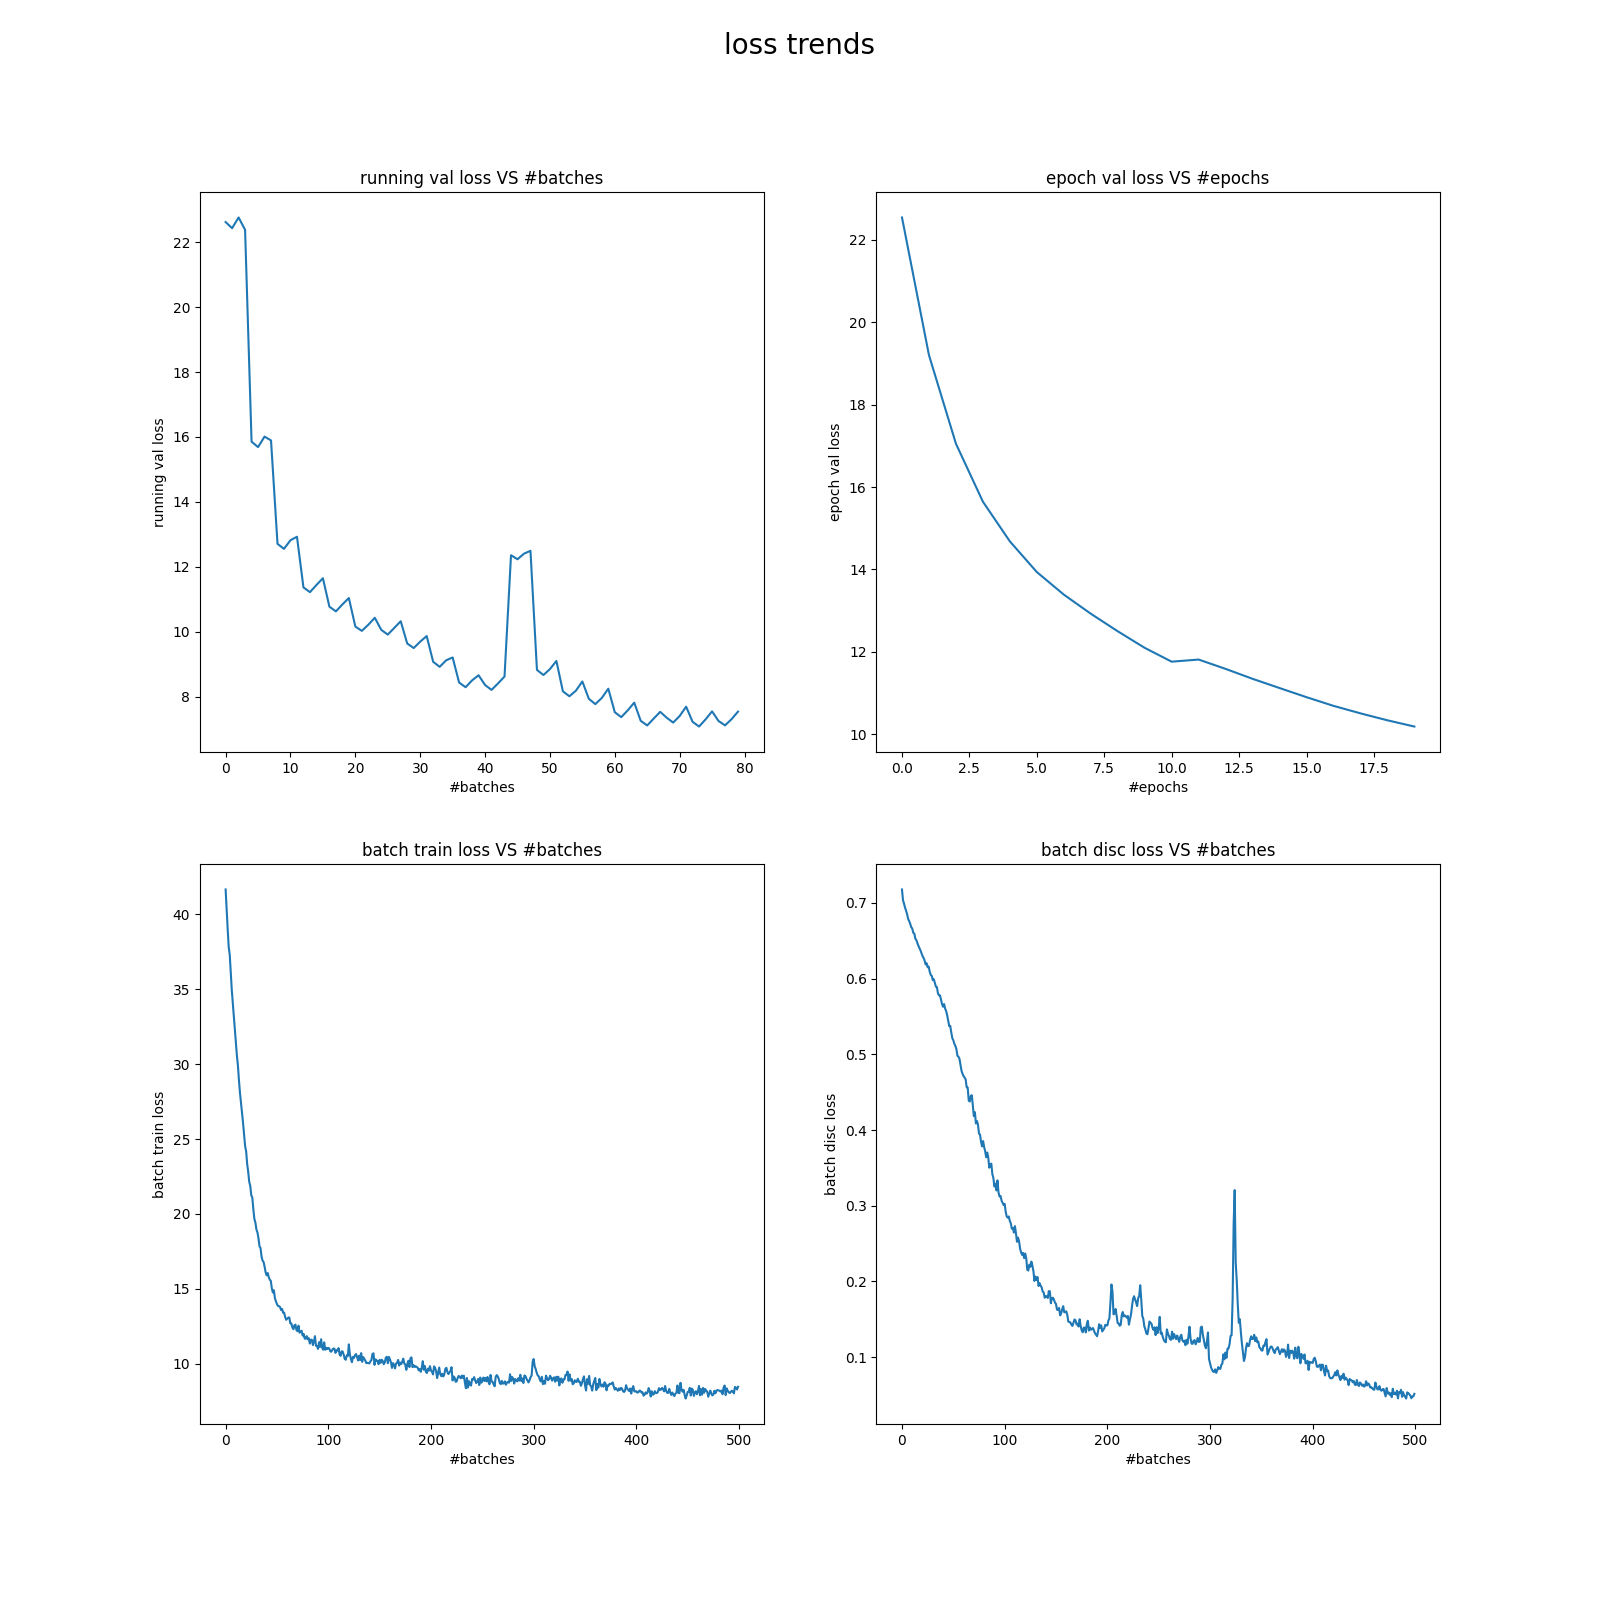 loss trends
running val loss VS #batches
running val loss
22
20
18
16
14
12
10
8
0 10 20 30 40 50 60 70 80
#batches
epoch val loss VS #epochs
epoch val loss
22
20
18
16
14
12
10
0.0 2.5 5.0 7.5 10.0 12.5 15.0 17.5
#epochs
batch train loss VS #batches
batch train loss
40
35
30
25
20
15
10
0 100 200 300 400 500
#batches
batch disc loss VS #batches
batch disc loss
0.7
0.6
0.5
0.4
0.3
0.2
0.1
0 100 200 300 400 500
#batches